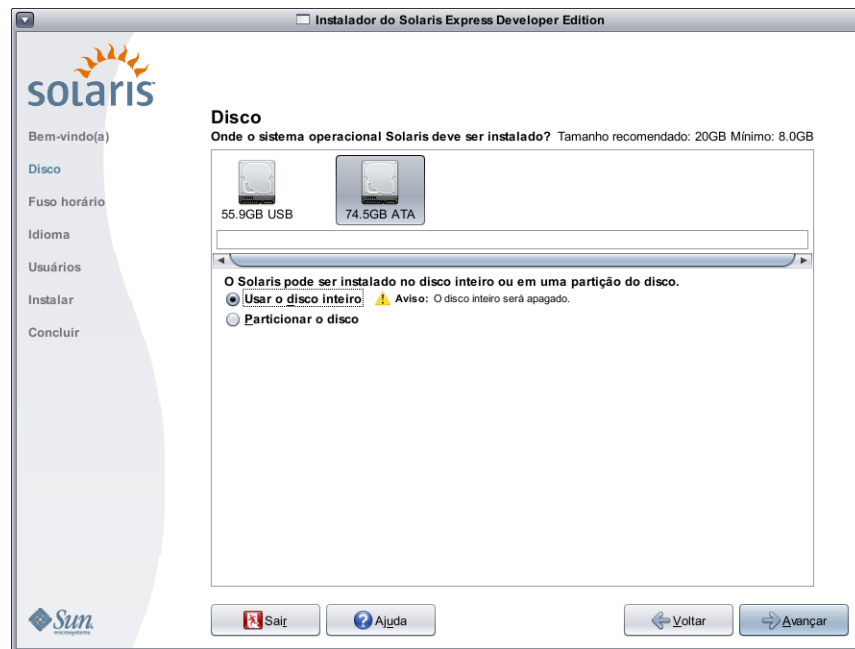 Instalador do Solaris Express Developer Edition
solaris
Disco
Onde o sistema operacional Solaris deve ser instalado? Tamanho recomendado: 20GB Mínimo: 8.0GB
Bem-vindo(a)
Disco
Fuso horário
Idioma
Usuários
Instalar
Concluir
55.9GB USB
74.5GB ATA
O Solaris pode ser instalado no disco inteiro ou em uma partição do disco.
Usar o disco inteiro Aviso: O disco inteiro será apagado.
Particionar o disco
Sun
microsystems
Sair
Ajuda
Voltar
Avançar